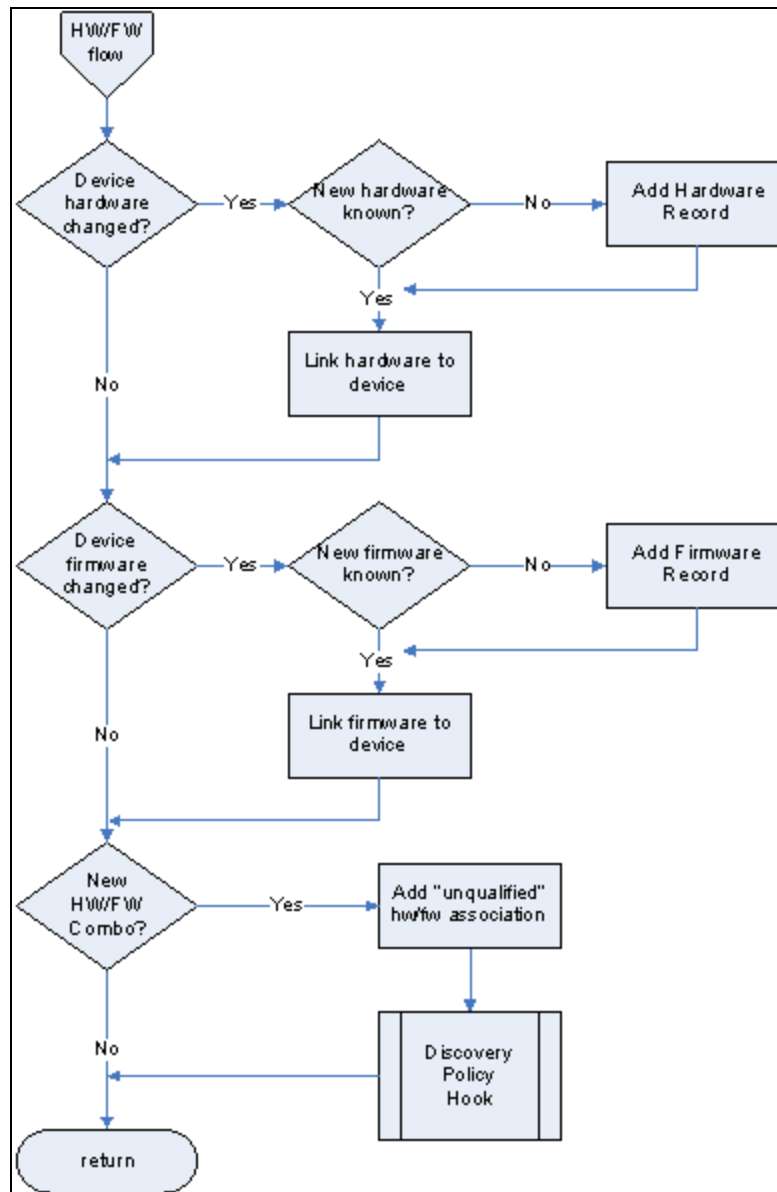 HW/FW
flow
Device
hardware
changed?
Yes
New hardware
known?
No
Add Hardware
Record
Yes
Link hardware to
device
No
Device
firmware
changed?
Yes
New firmware
known?
No
Add Firmware
Record
Yes
Link firmware to
device
No
New
HW/FW
Combo?
Yes
Add "unqualified"
hw/fw association
No
Discovery
Policy
Hook
return